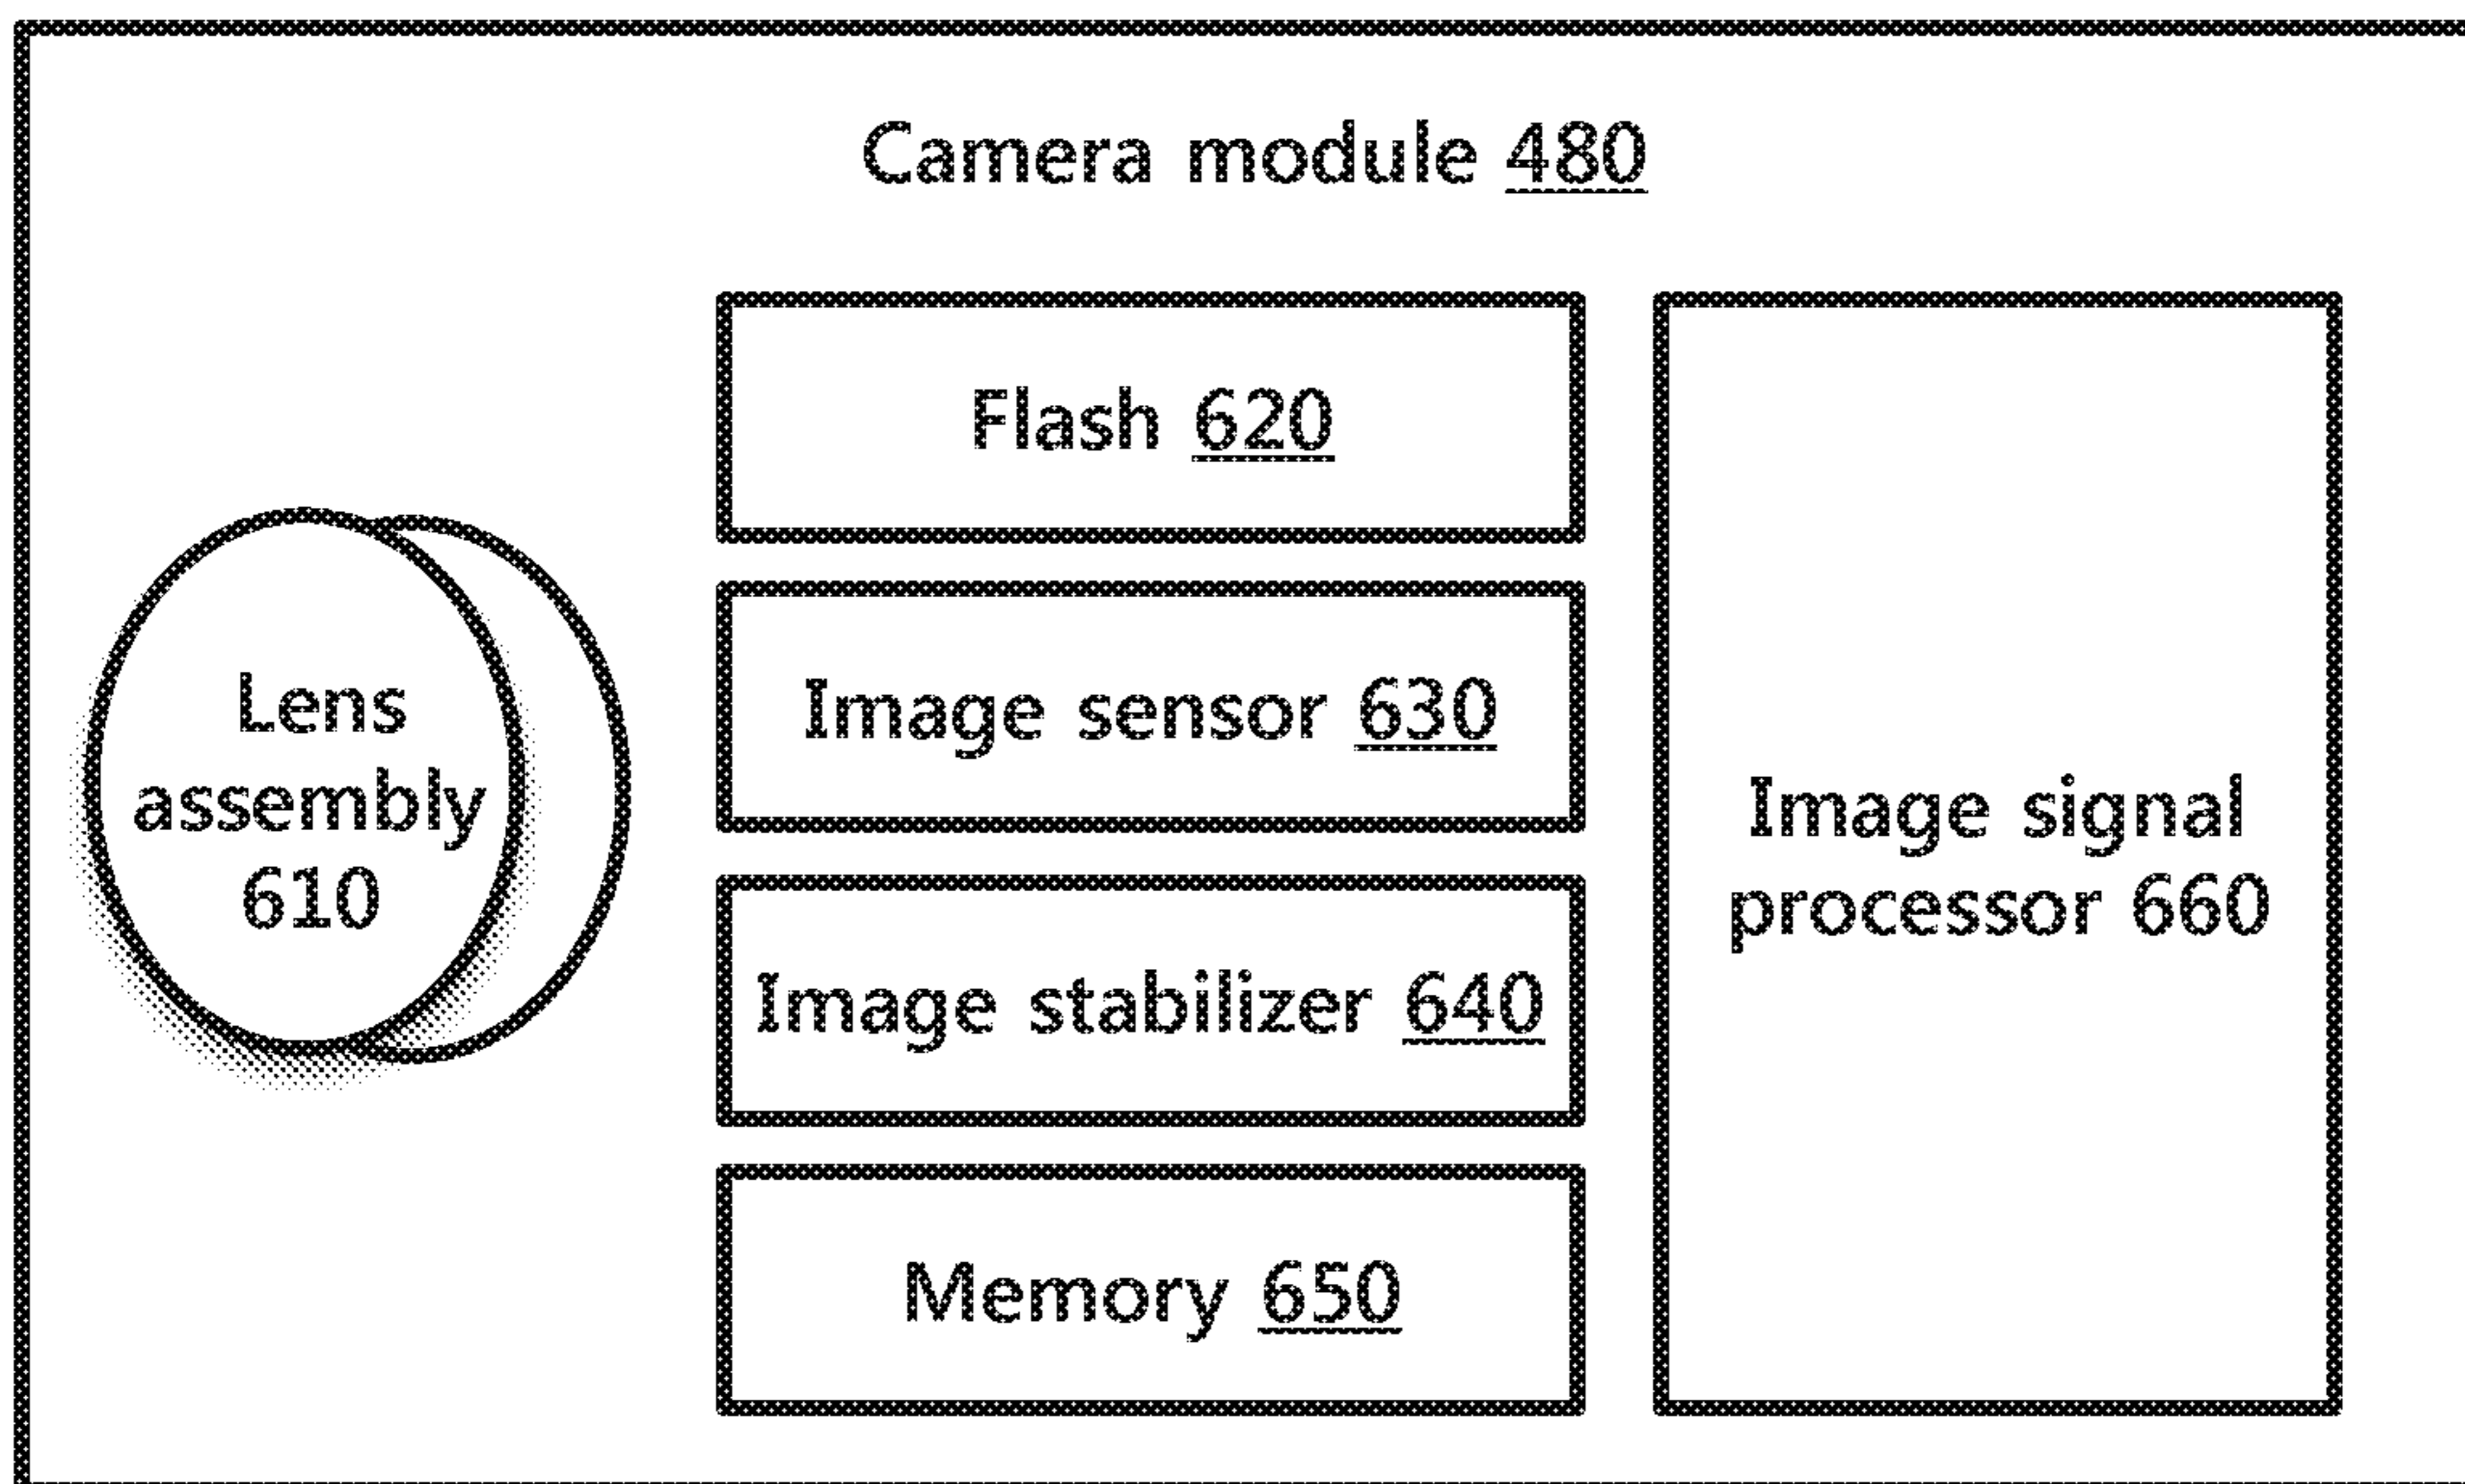 Camera module 480
Lens
assembly
610
Flash 620
Image sensor 630
Image stabilizer 640
Memory 650
Image signal
processor 660